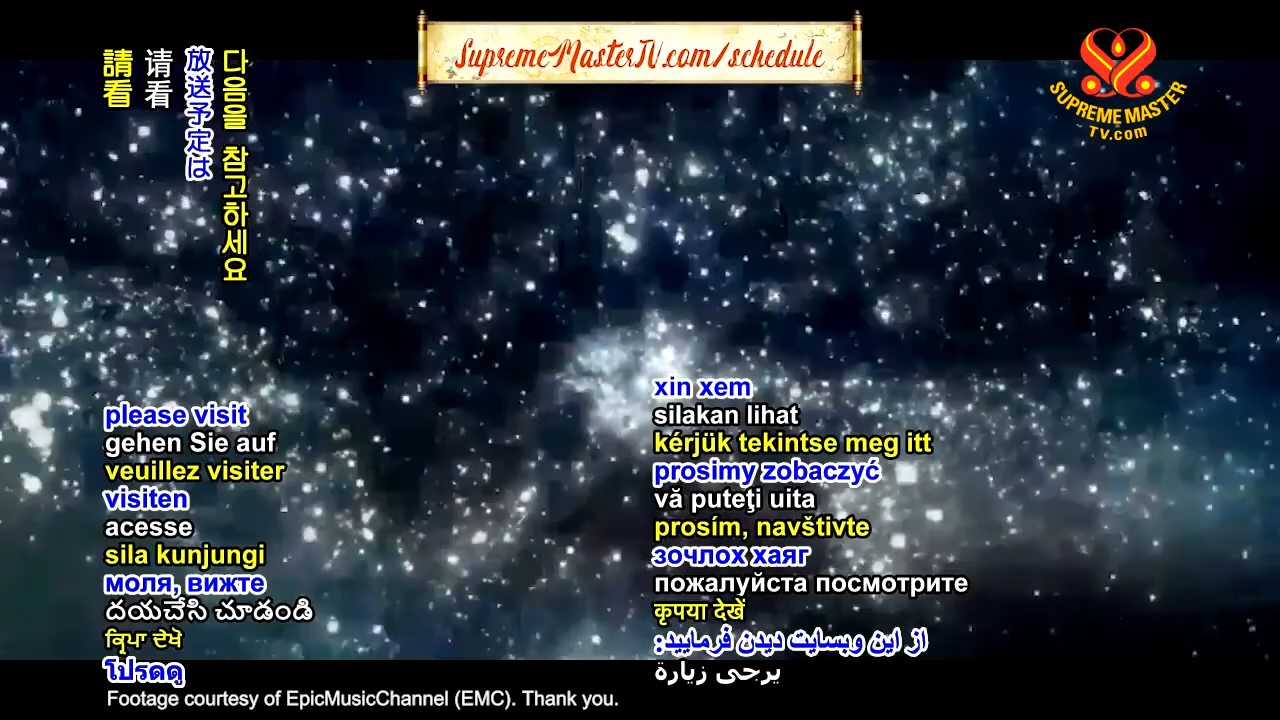 SupremeMasterTV.com/schedule
SUPREME MASTER
TV.com
請看
请看
放送予定は
다음을 참고하세요
please visit
gehen Sie auf
veuillez visiter
visiten
acesse
sila kunjungi
моля, вижте
దయచేసి చూడండి
ਕ੍ਰਿਪਾ ਦੇਖੋ
โปรดดู
xin xem
silakan lihat
kérjük tekintse meg itt
prosimy zobaczyć
vă puteţi uita
prosím, navštivte
зочлох хаяг
пожалуйста посмотрите
कृपया देखें
از این وبسایت دیدن فرمایید:
يرجى زيارة
Footage courtesy of EpicMusicChannel (EMC). Thank you.